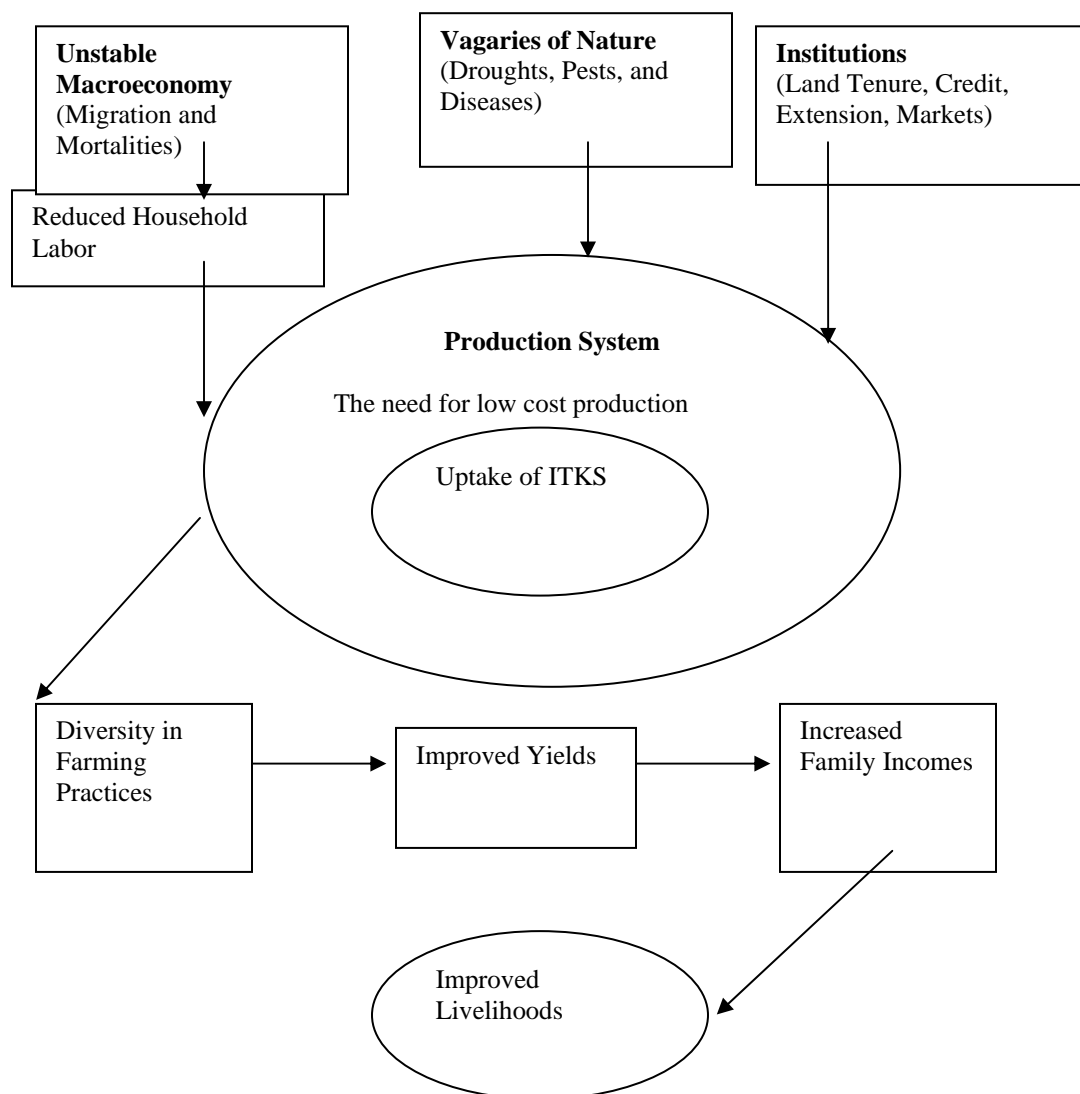 Unstable
Macroeconomy
(Migration and
Mortalities)
Vagaries of Nature
(Droughts, Pests, and
Diseases)
Institutions
(Land Tenure, Credit,
Extension, Markets)
Reduced Household
Labor
Production System
The need for low cost production
Uptake of ITKS
Diversity in
Farming
Practices
Improved Yields
Increased
Family Incomes
Improved
Livelihoods